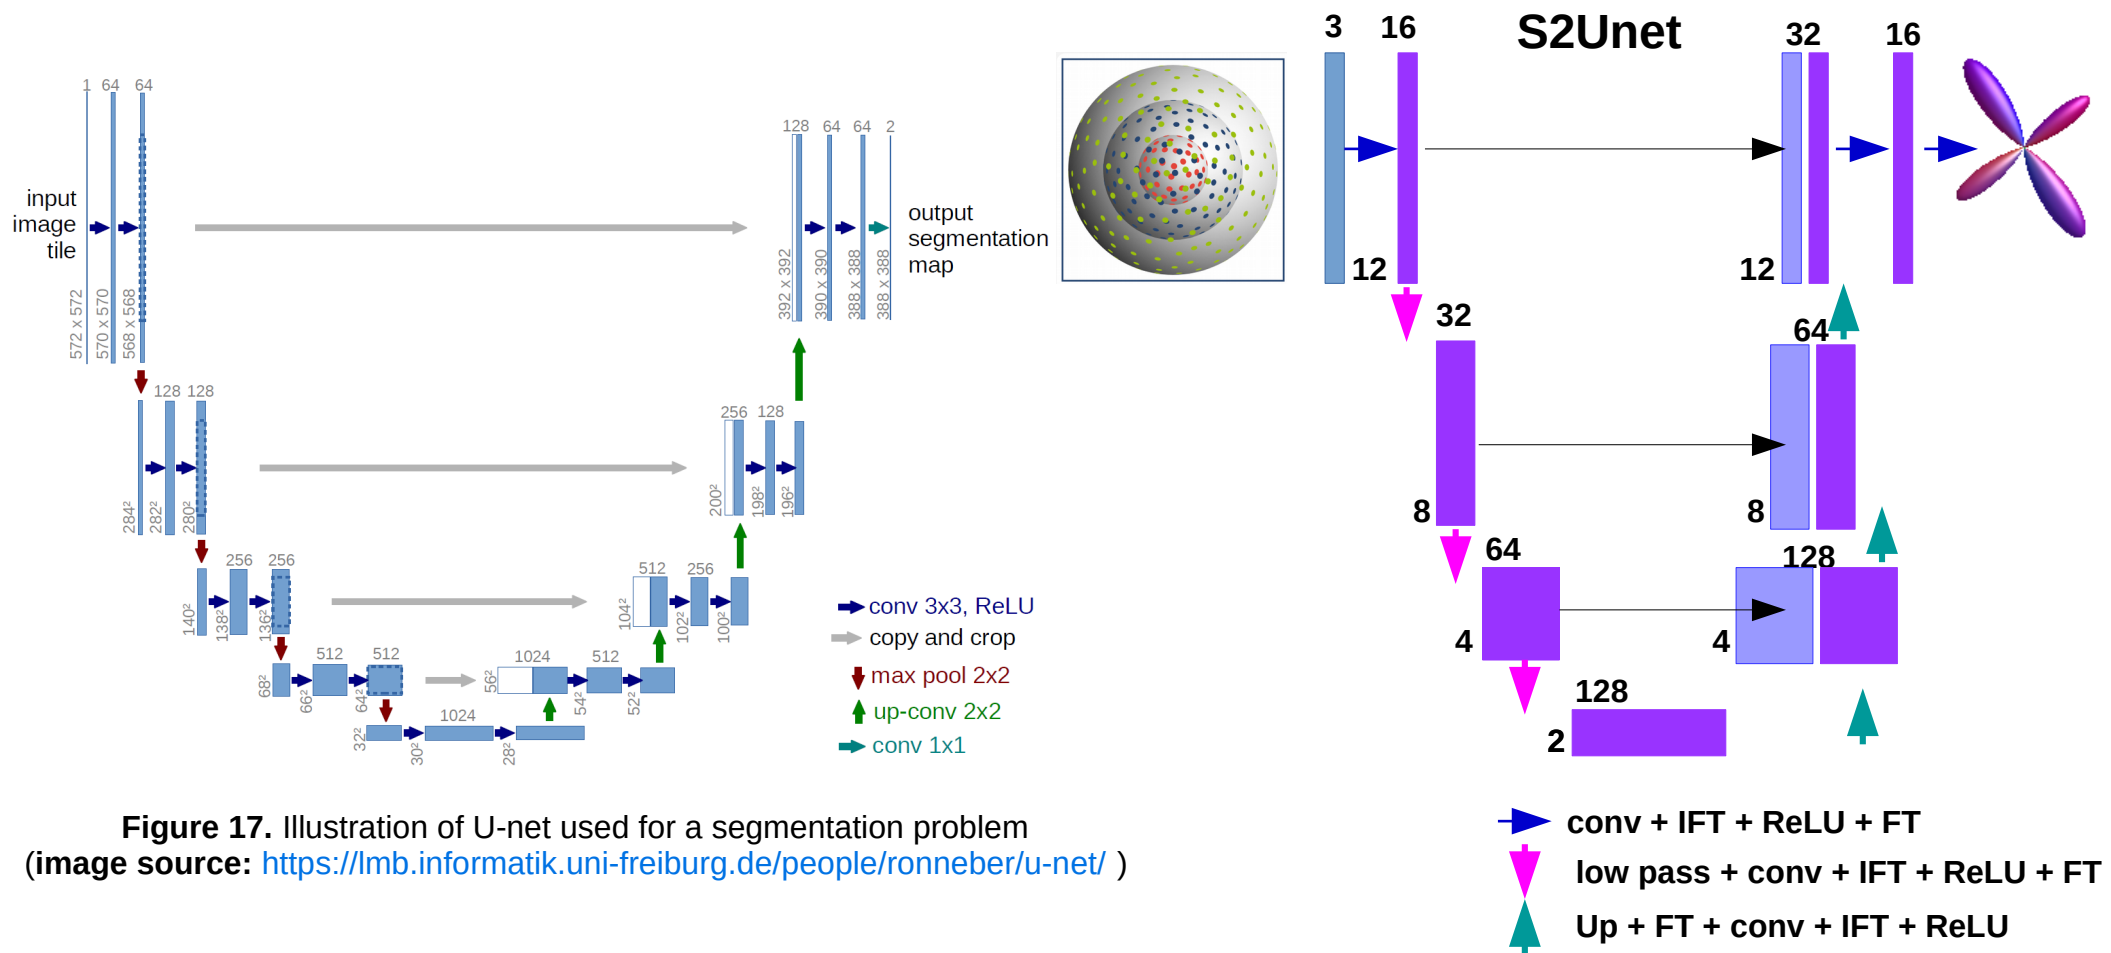 1 64 64
input
image
tile
572 x 572
570 x 570
568 x 568
128 64 64 2
output
segmentation
map
392 x 392
390 x 390
388 x 388
388 x 388
128 128
284²
282²
280²
256 128
200²
198²
196²
256 256
140²
138²
136²
512 256
104²
102²
100²
512 512
68²
66²
64²
1024 512
56²
54²
52²
1024
32²
30²
28²
conv 3x3, ReLU
copy and crop
max pool 2x2
up-conv 2x2
conv 1x1
Figure 17. Illustration of U-net used for a segmentation problem
(image source: https://lmb.informatik.uni-freiburg.de/people/ronneber/u-net/ )
S2Unet
3 16
32 16
12
12
32
64
8
8
64
128
4
4
128
2
conv + IFT + ReLU + FT
low pass + conv + IFT + ReLU + FT
Up + FT + conv + IFT + ReLU